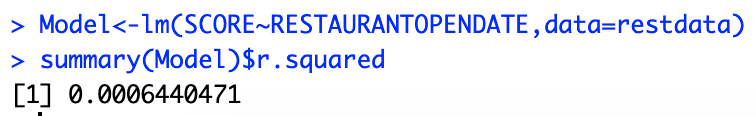 > Model<-lm(SCORE~RESTAURANTOPENDATE,data=restdata)
> summary(Model)$r.squared
[1] 0.0006440471